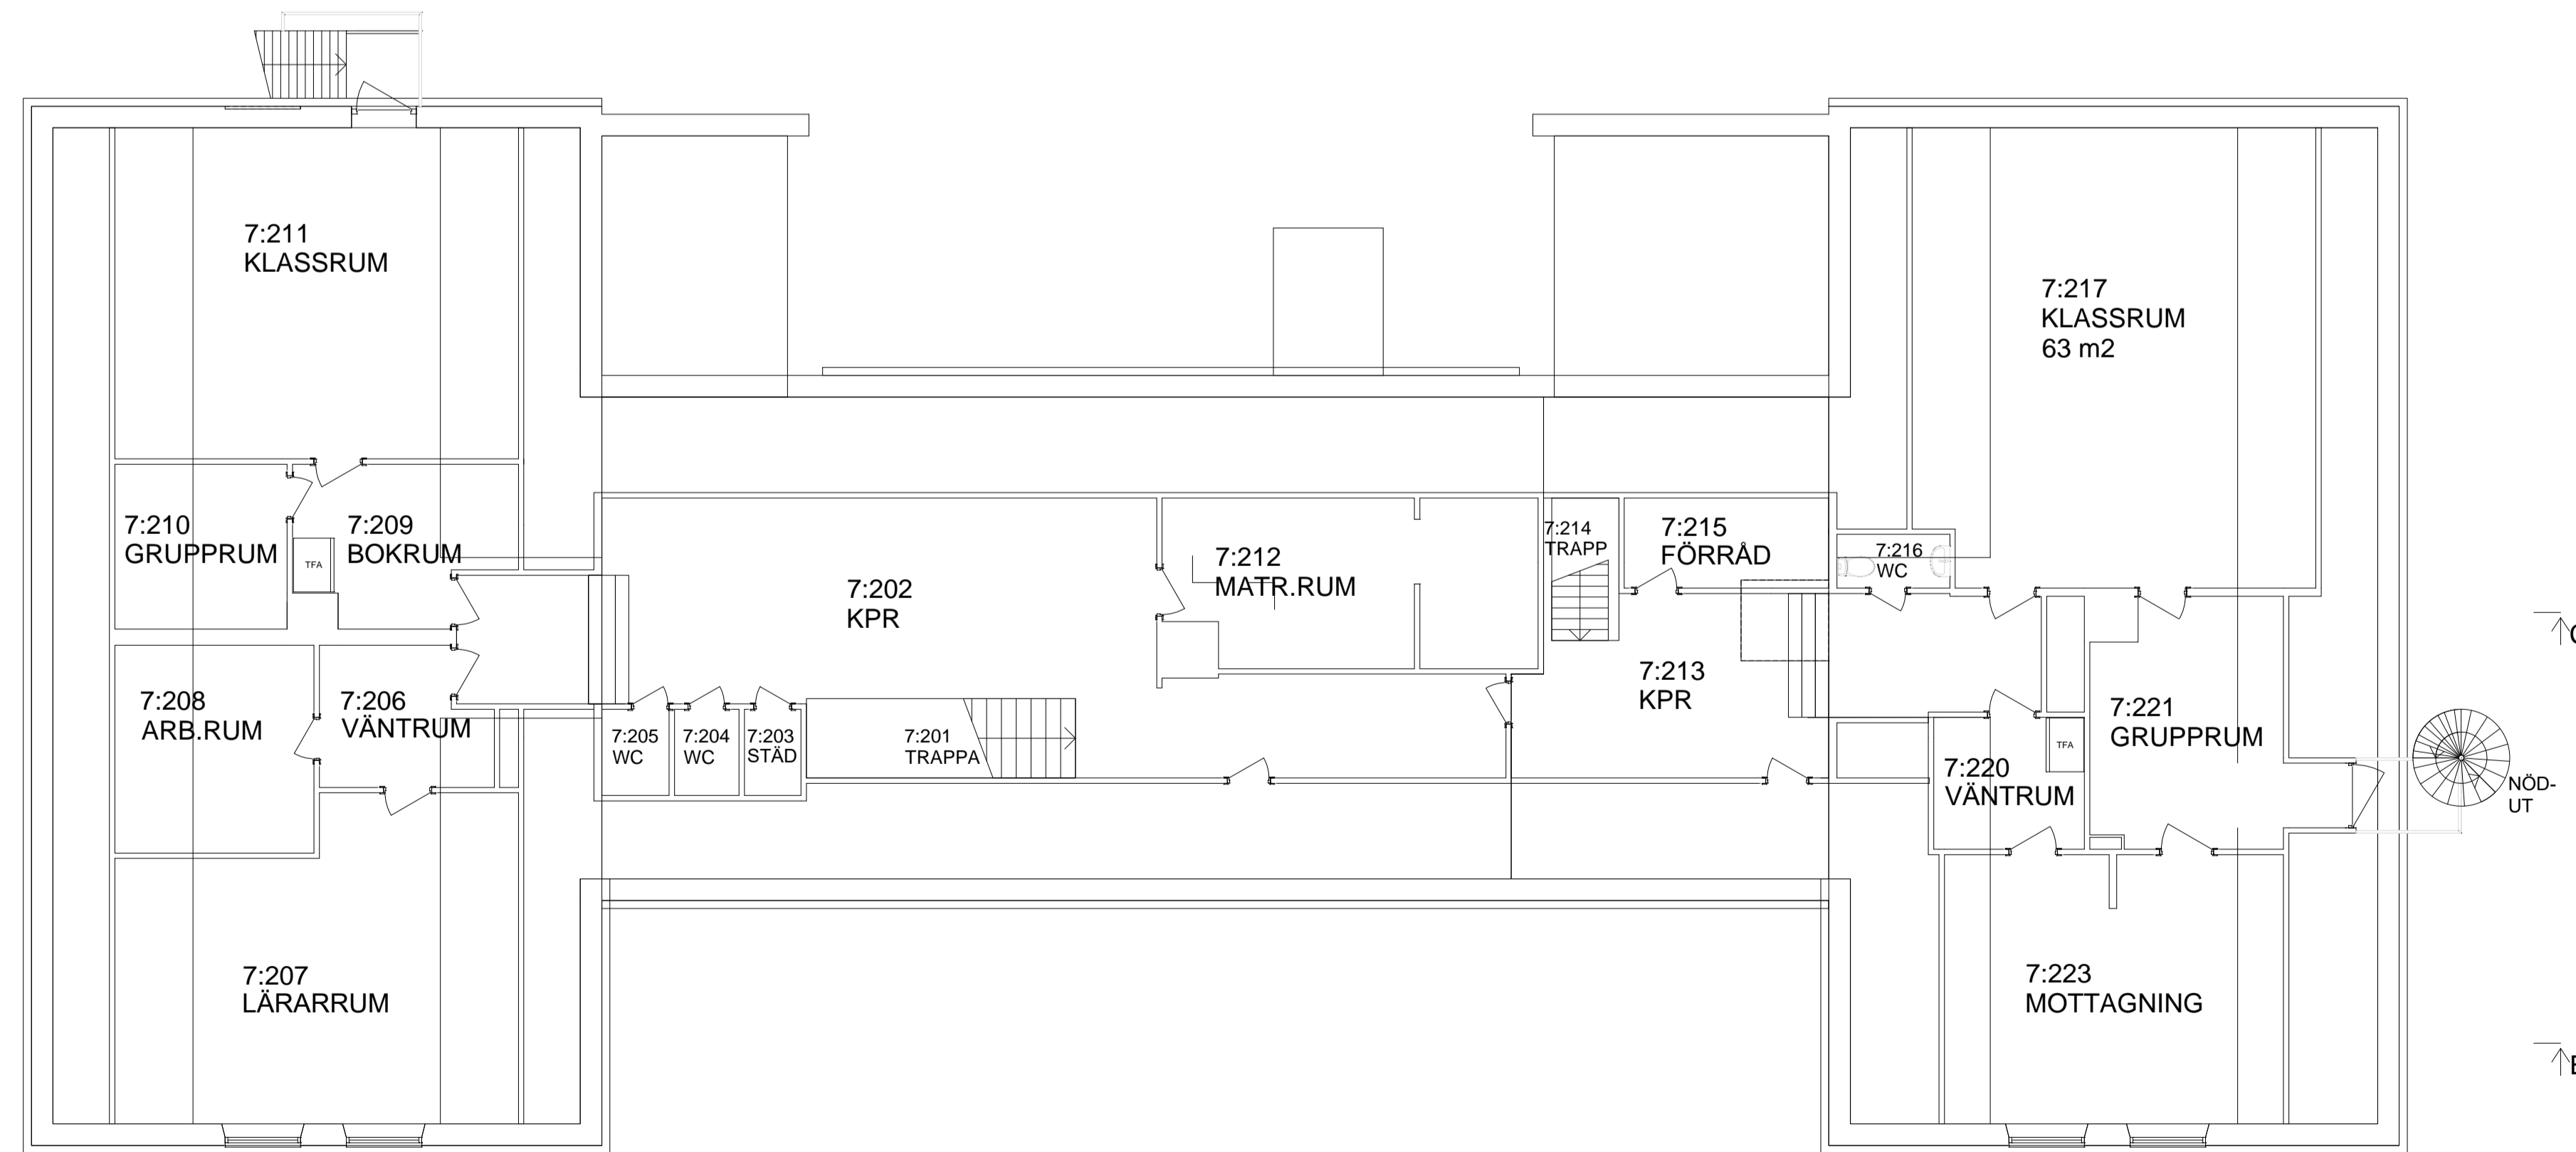 7:211
KLASSRUM
7:217
KLASSRUM
63 m2
7:210
GRUPPRUM
7:209
BOKRUM
TFA
7:202
KPR
7:212
MATR.RUM
7:214
TRAPP
7:215
FÖRRÅD
7:216
WC
7:213
KPR
7:208
ARB.RUM
7:206
VÄNTRUM
7:205
WC
7:204
WC
7:203
STÄD
7:201
TRAPPA
7:221
GRUPPRUM
TFA
7:220
VÄNTRUM
NÖD-
UT
7:207
LÄRARRUM
7:223
MOTTAGNING